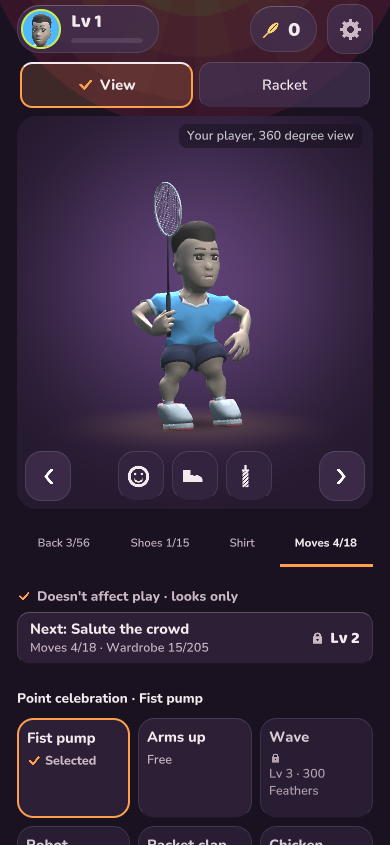 Lv 1
0
View
Racket
Your player, 360 degree view
Back 3/56
Shoes 1/15
Shirt
Moves 4/18
Doesn't affect play · looks only
Next: Salute the crowd
Moves 4/18 · Wardrobe 15/205
Lv 2
Point celebration · Fist pump
Fist pump
Selected
Arms up
Free
Wave
Lv 3 · 300
Feathers
Robot
Racket clap
Chicken